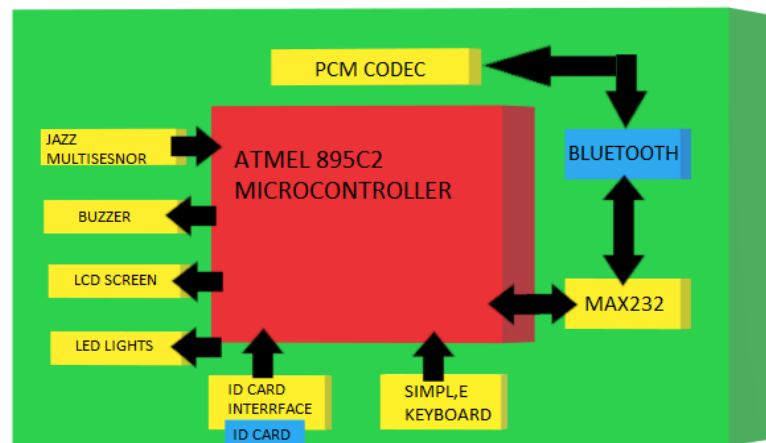 PCM CODEC
JAZZ
MULTISESNOR
ATMEL 895C2
MICROCONTROLLER
BLUETOOTH
BUZZER
LCD SCREEN
MAX232
LED LIGHTS
ID CARD
INTERRFACE
ID CARD
SIMPL,E
KEYBOARD